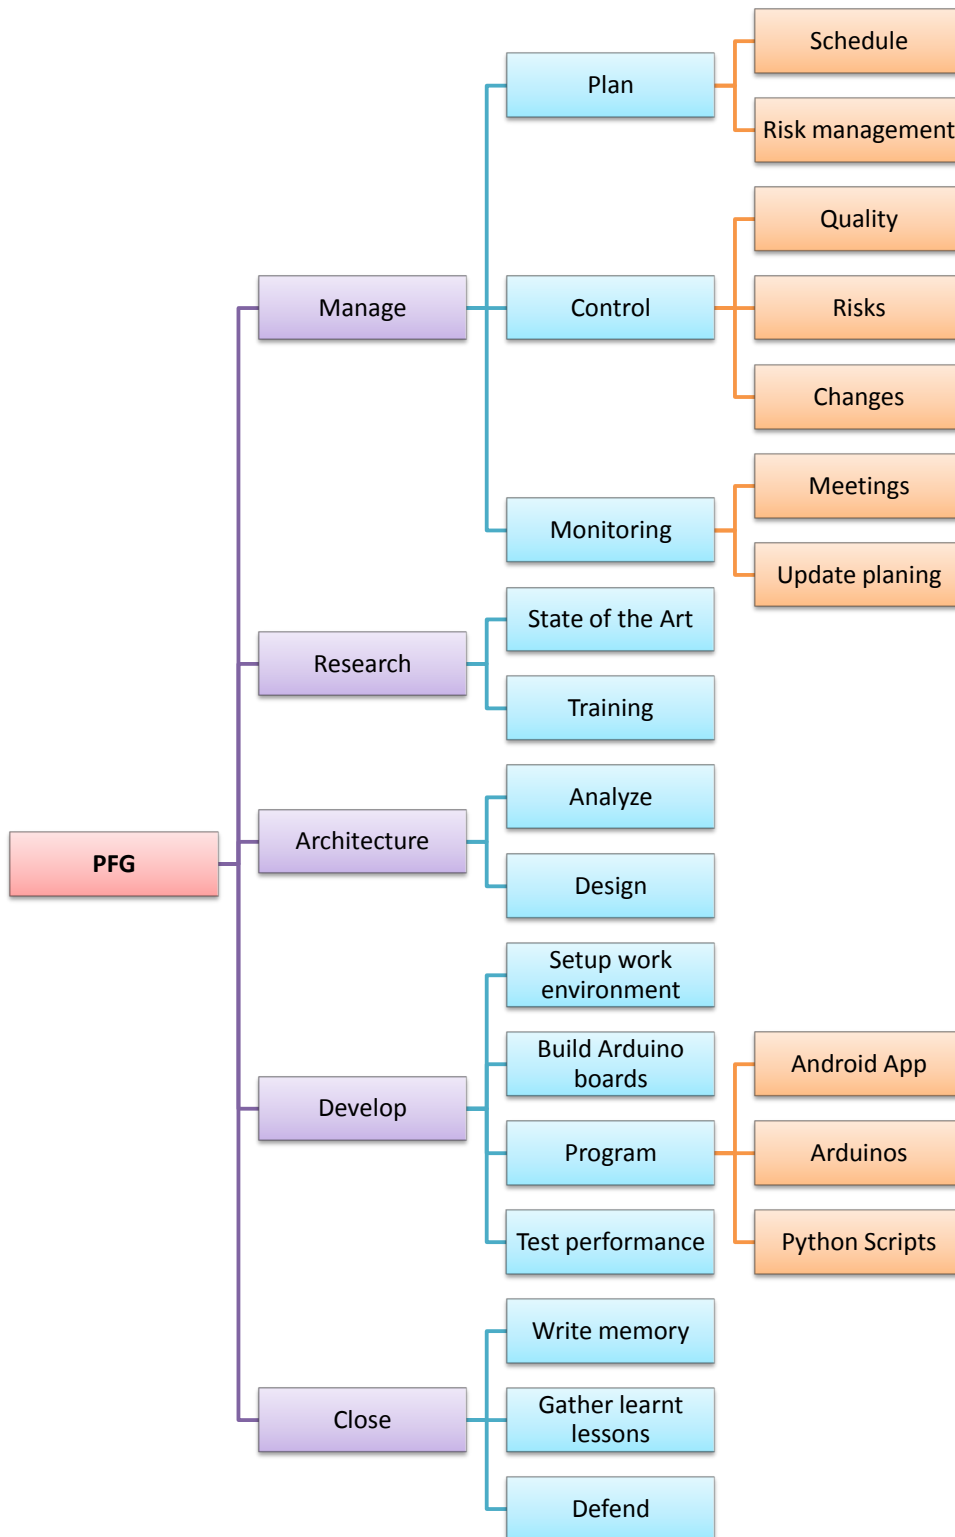 Schedule
Plan
Risk management
Quality
Manage
Control
Risks
Changes
Meetings
Monitoring
Update planing
State of the Art
Research
Training
Analyze
Architecture
PFG
Design
Setup work
environment
Build Arduino
boards
Android App
Develop
Program
Arduinos
Test performance
Python Scripts
Write memory
Close
Gather learnt
lessons
Defend